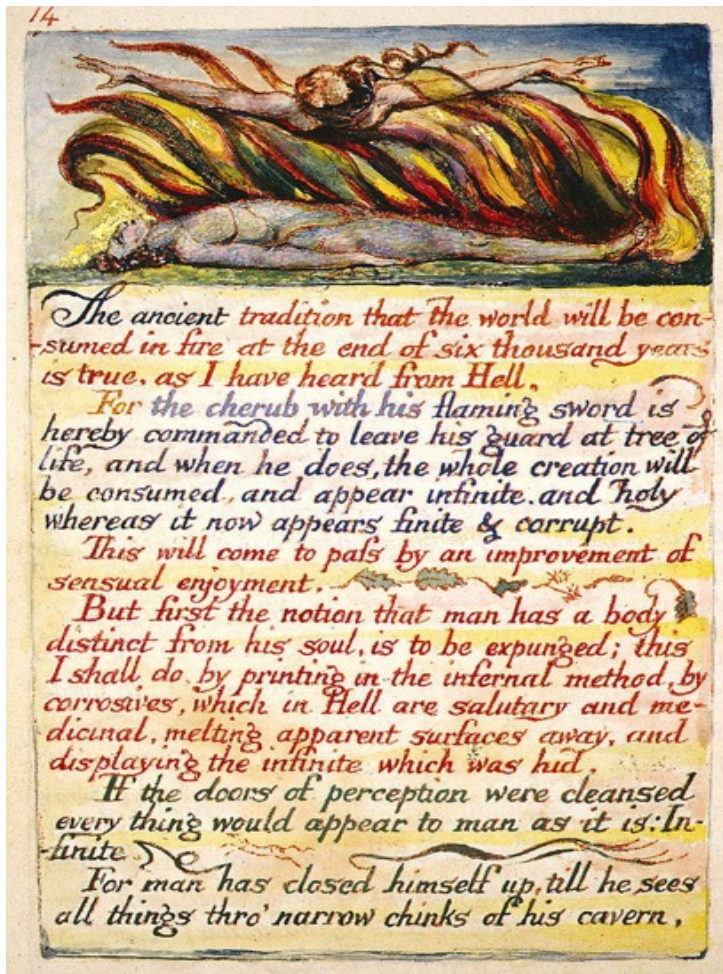 14
The ancient tradition that the world will be con-
-sumed in fire at the end of six thousand years
is true. as I have heard from Hell.
For the cherub with his flaming sword is
hereby commanded to leave his guard at tree of
life, and when he does, the whole creation will
be consumed, and appear infinite. and holy
whereas it now appears finite & corrupt.
This will come to paſs by an improvement of
sensual enjoyment.
But first the notion that man has a body
distinct from his soul, is to be expunged; this
I shall do, by printing in the infernal method, by
corrosives, which in Hell are salutary and me-
dicinal, melting apparent surfaces away, and
displaying the infinite which was hid.
If the doors of perception were cleansed
every thing would appear to man as it is: In-
-finite
For man has closed himself up, till he sees
all things thro' narrow chinks of his cavern.